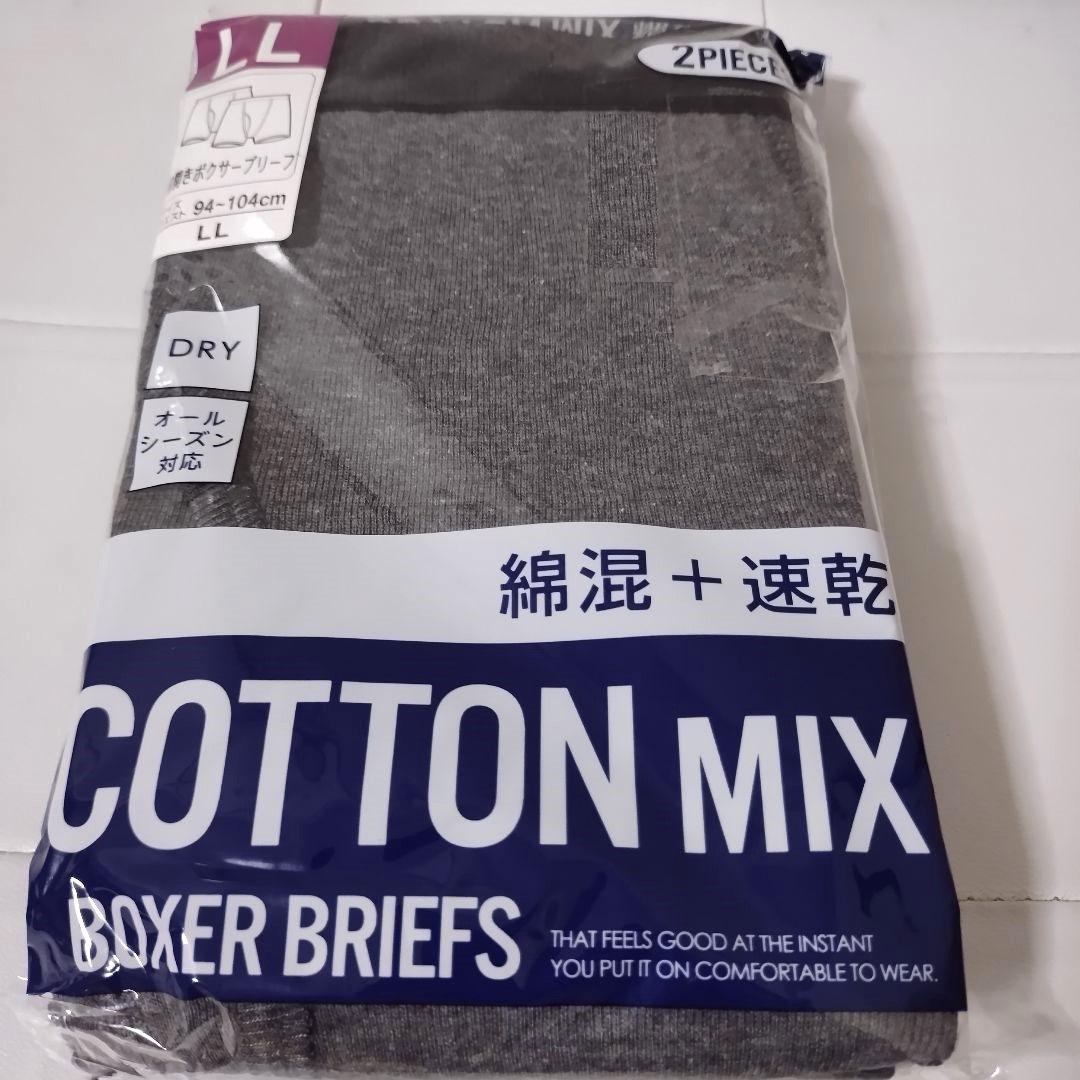 LL
2PIECE
開きボクサーブリーフ
94~104cm
LL
DRY
オール
シーズン
対応
綿混+速乾
COTTON MIX
BOXER BRIEFS
THAT FEELS GOOD AT THE INSTANT
YOU PUT IT ON COMFORTABLE TO WEAR.